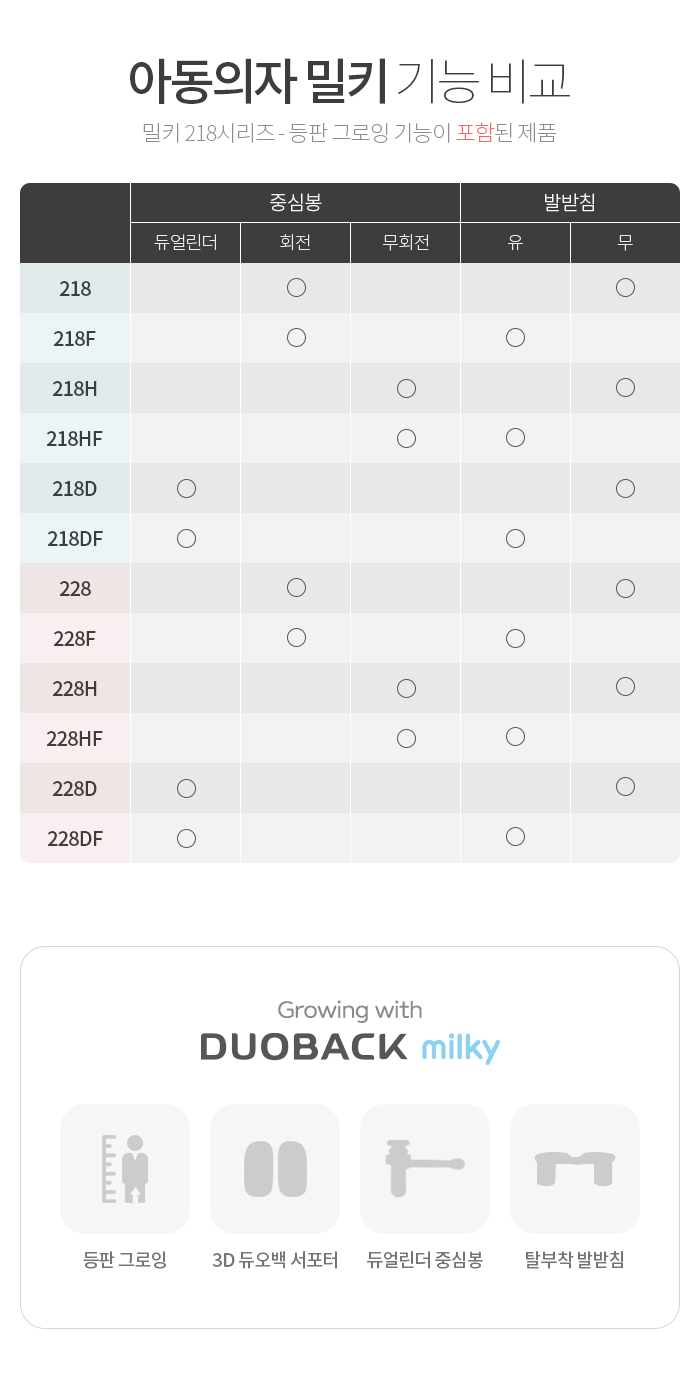 아동의자 밀키 기능 비교
밀키 218시리즈 - 등판 그로잉 기능이 포함된 제품
중심봉 발받침
듀얼린더 회전 무회전 유 무
218 ○ ○
218F ○ ○
218H ○ ○
218HF ○ ○
218D ○ ○
218DF ○ ○
228 ○ ○
228F ○ ○
228H ○ ○
228HF ○ ○
228D ○ ○
228DF ○ ○
Growing with
DUOBACK milky
등판 그로잉 3D 듀오백 서포터 듀얼린더 중심봉 탈부착 발받침